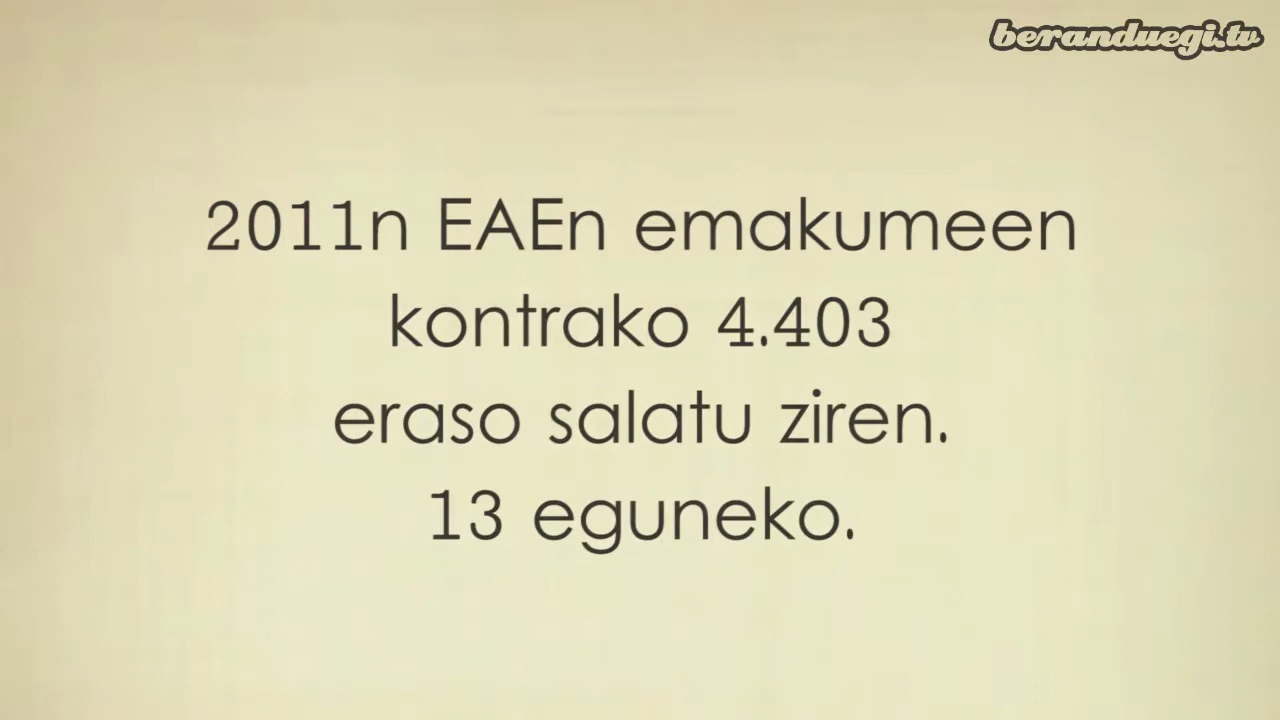 beranduegi.tv
2011n EAEn emakumeen
kontrako 4.403
eraso salatu ziren.
13 eguneko.